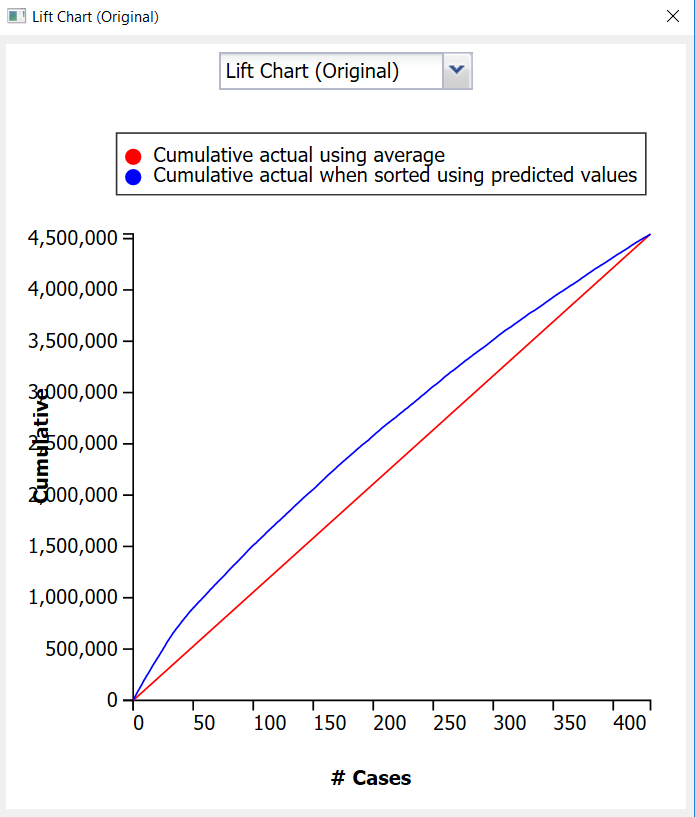 Lift Chart (Original)
Lift Chart (Original)
Cumulative actual using average
Cumulative actual when sorted using predicted values
4,500,000
4,000,000
3,500,000
3,000,000
2,500,000
2,000,000
1,500,000
1,000,000
500,000
0
Cumulative
0 50 100 150 200 250 300 350 400
# Cases